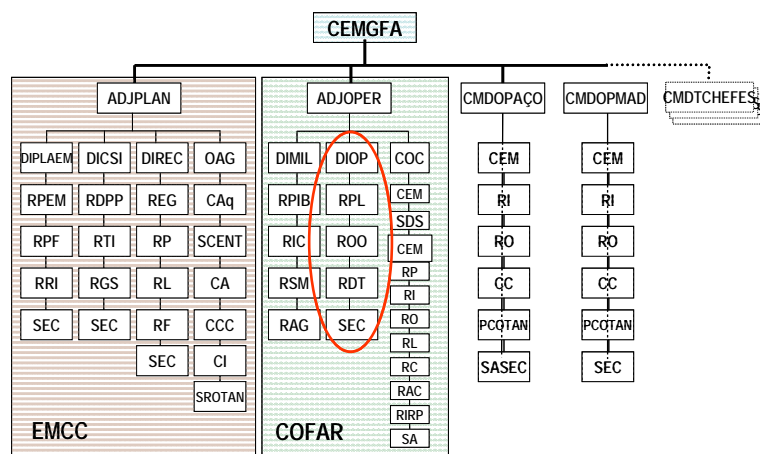 CEMGFA
ADJPLAN
ADJOPER
CMDOPAÇO
CMDOPMAD
CMDTCHEFES
DIPLAEM
RPEM
RPF
RRI
SEC
DICSI
RDPP
RTI
RGS
SEC
DIREC
REG
RP
RL
RF
SEC
OAG
CAq
SCENT
CA
CCC
CI
SROTAN
EMCC
DIMIL
RPIB
RIC
RSM
RAG
DIOP
RPL
ROO
RDT
SEC
COC
CEM
SDS
CEM
RP
RI
RO
RL
RC
RAC
RIRP
SA
COFAR
CEM
RI
RO
CC
PCOTAN
SASEC
CEM
RI
RO
CC
PCOTAN
SEC